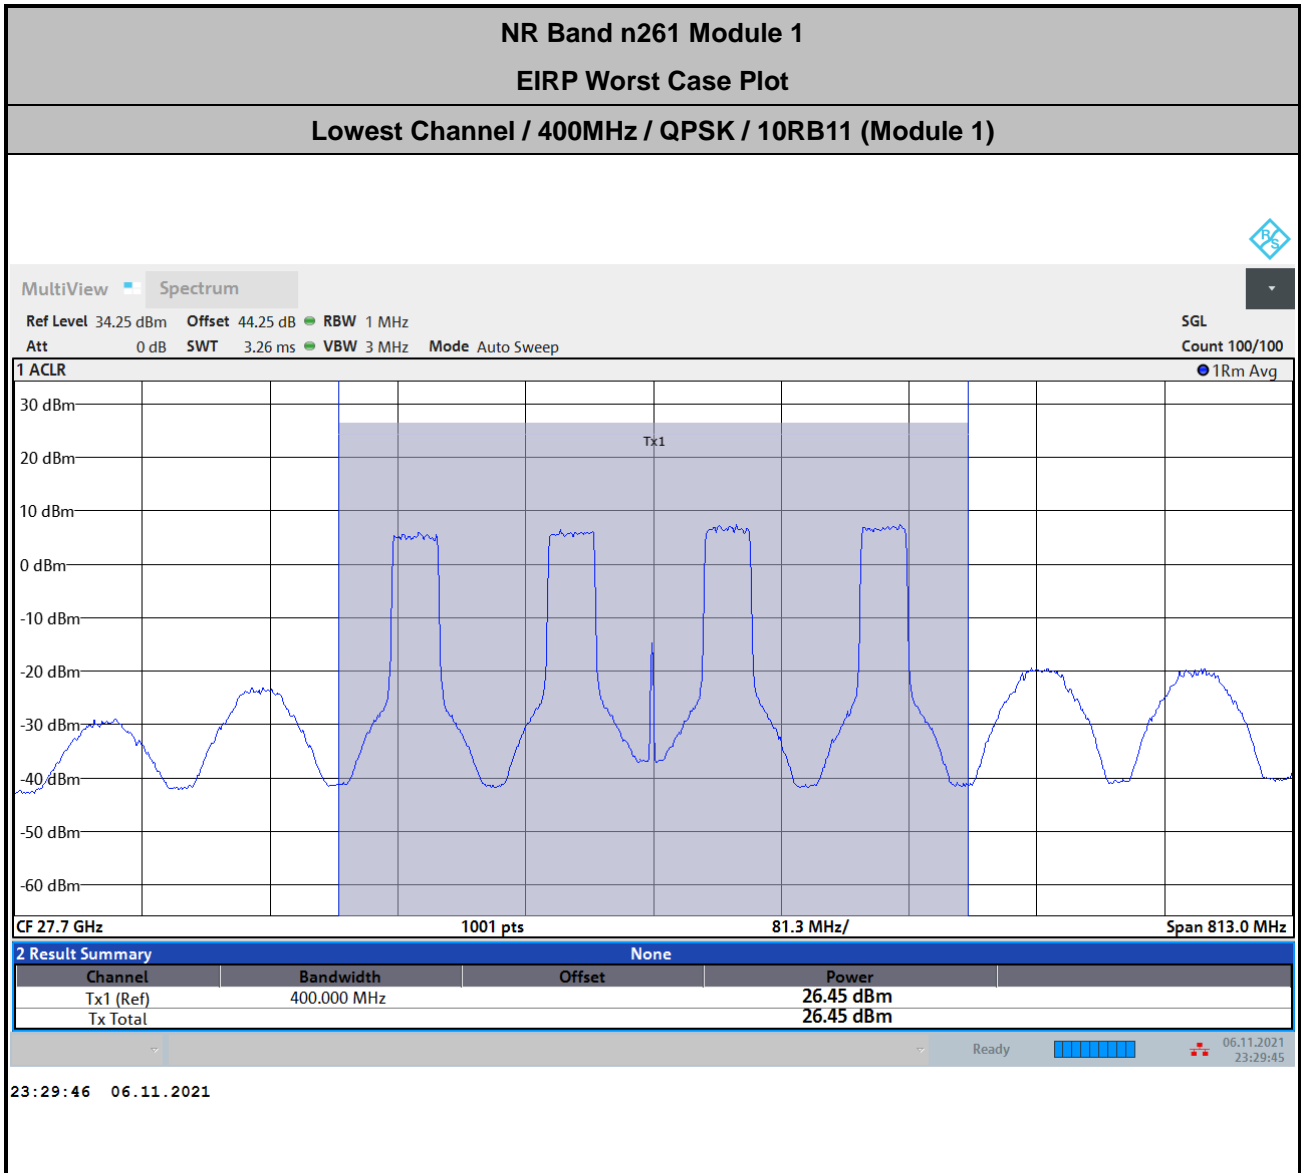 NR Band n261 Module 1
EIRP Worst Case Plot
Lowest Channel / 400MHz / QPSK / 10RB11 (Module 1)
R S
MultiView Spectrum
Ref Level 34.25 dBm Offset 44.25 dB RBW 1 MHz SGL
Att 0 dB SWT 3.26 ms VBW 3 MHz Mode Auto Sweep Count 100/100
1 ACLR 1Rm Avg
30 dBm
Tx1
20 dBm
10 dBm
0 dBm
-10 dBm
-20 dBm
-30 dBm
-40 dBm
-50 dBm
-60 dBm
CF 27.7 GHz 1001 pts 81.3 MHz/ Span 813.0 MHz
2 Result Summary None
Channel Bandwidth Offset Power
Tx1 (Ref) 400.000 MHz 26.45 dBm
Tx Total 26.45 dBm
Ready 06.11.2021
23:29:45
23:29:46 06.11.2021